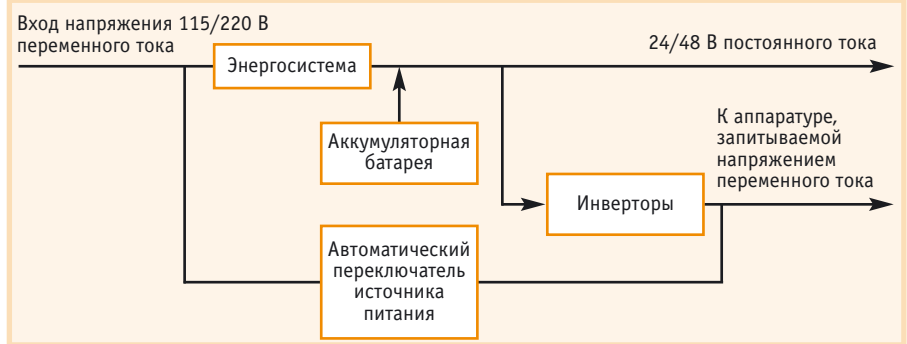 Вход напряжения 115/220 В
переменного тока
Энергосистема
24/48 В постоянного тока
Аккумуляторная
батарея
К аппаратуре,
запитываемой
напряжением
переменного тока
Инверторы
Автоматический
переключатель
источника
питания